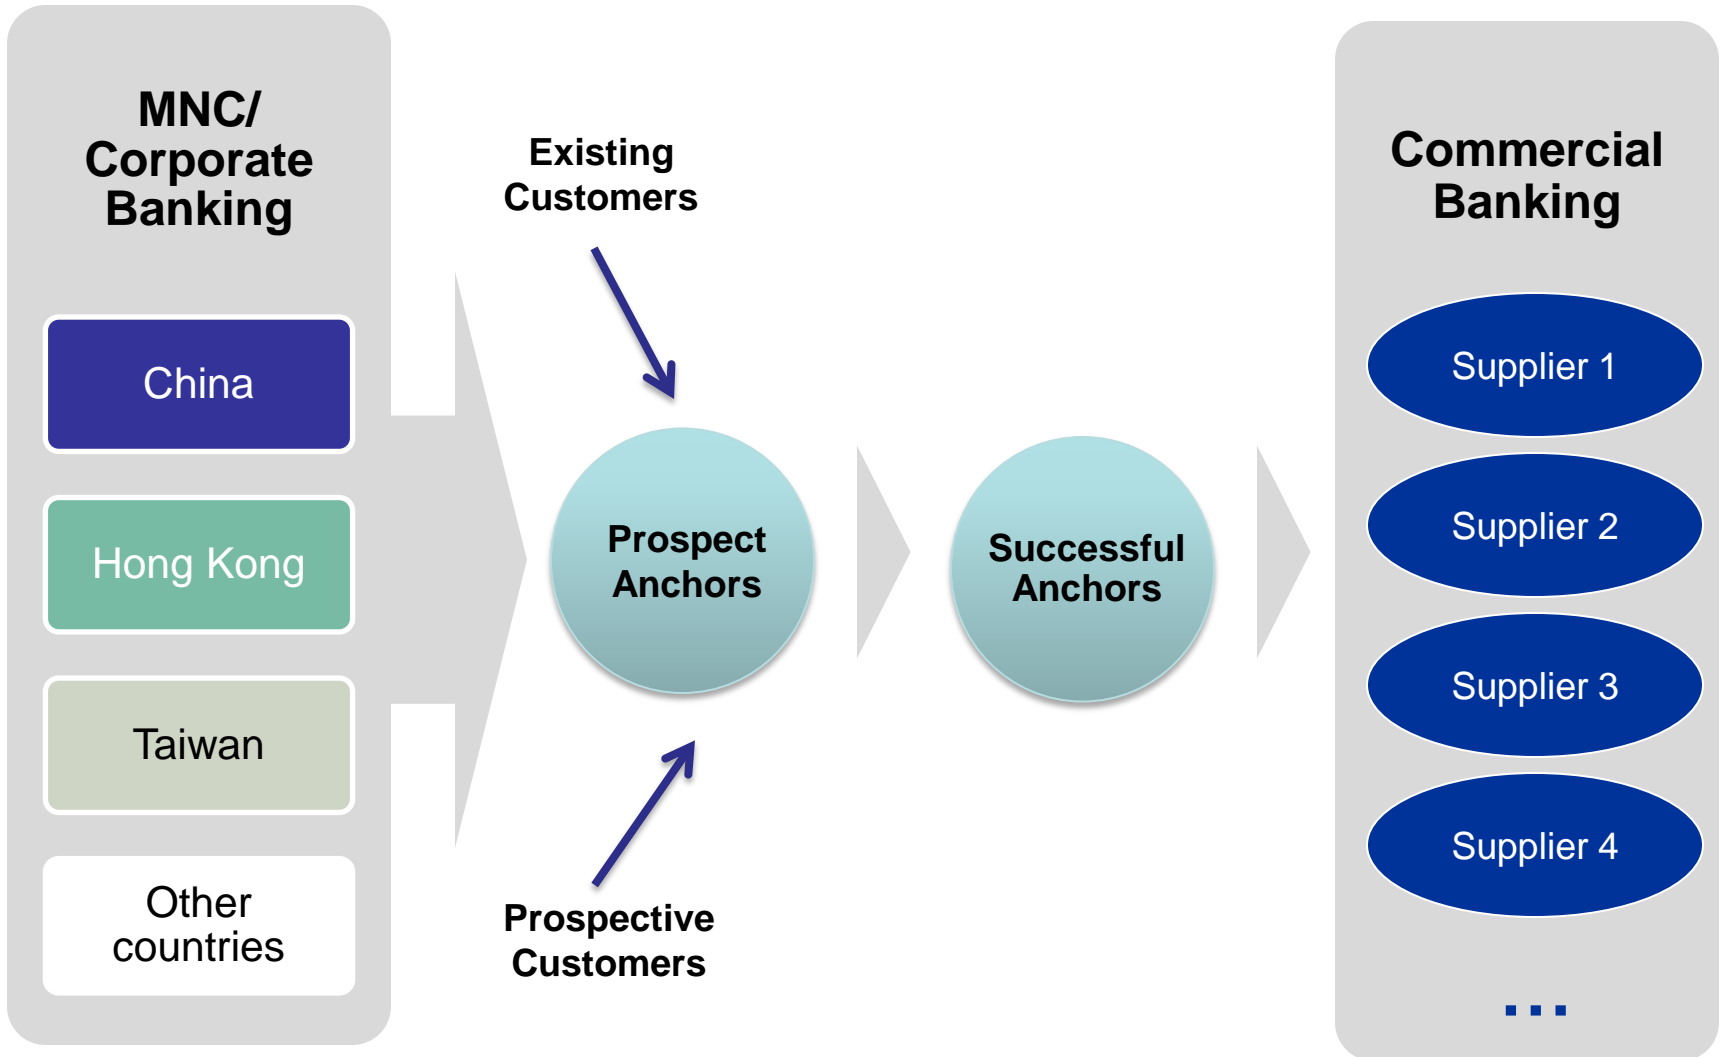 MNC/
Corporate
Banking
China
Hong Kong
Taiwan
Other
countries
Existing
Customers
Prospect
Anchors
Prospective
Customers
Successful
Anchors
Commercial
Banking
Supplier 1
Supplier 2
Supplier 3
Supplier 4
...